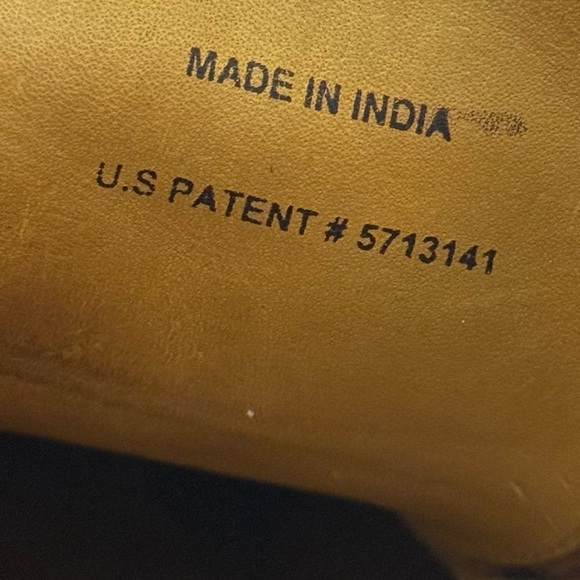 MADE IN INDIA
U.S PATENT # 5713141